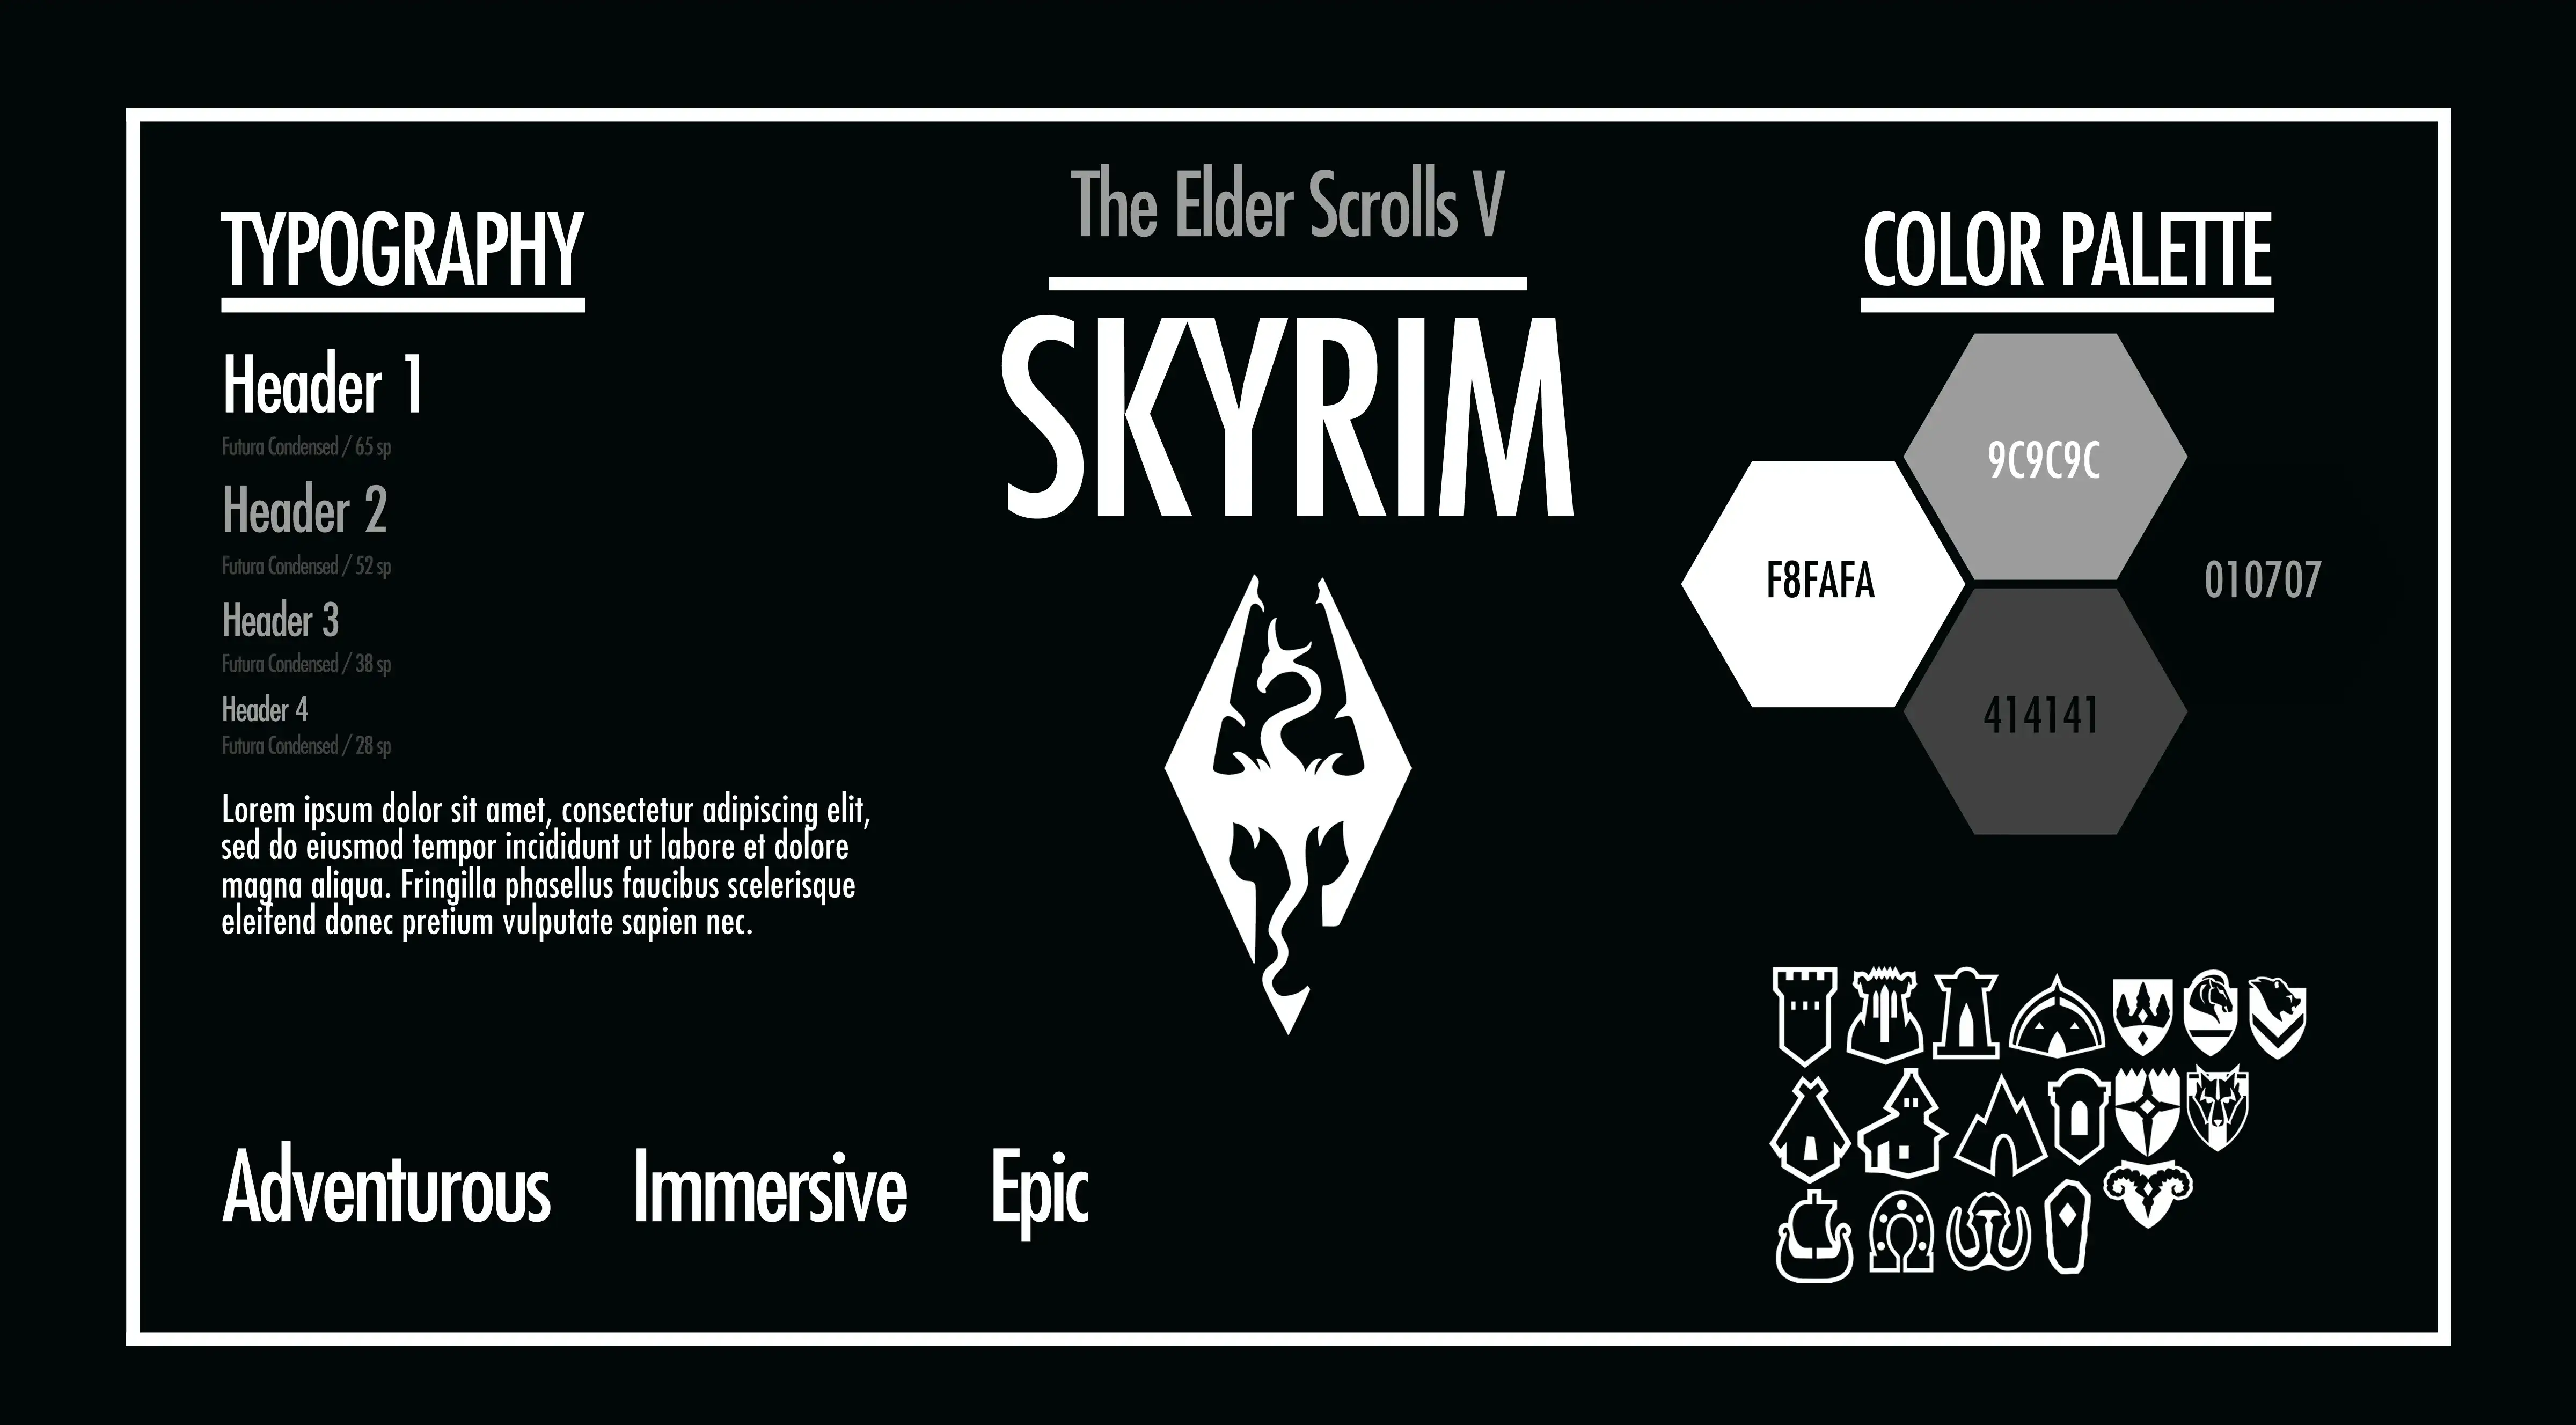 The Elder Scrolls V
SKYRIM
TYPOGRAPHY
Header 1
Futura Condensed / 65 sp
Header 2
Futura Condensed / 52 sp
Header 3
Futura Condensed / 38 sp
Header 4
Futura Condensed / 28 sp
Lorem ipsum dolor sit amet, consectetur adipiscing elit,
sed do eiusmod tempor incididunt ut labore et dolore
magna aliqua. Fringilla phasellus faucibus scelerisque
eleifend donec pretium vulputate sapien nec.
Adventurous Immersive Epic
COLOR PALETTE
9C9C9C
F8FAFA
010707
414141